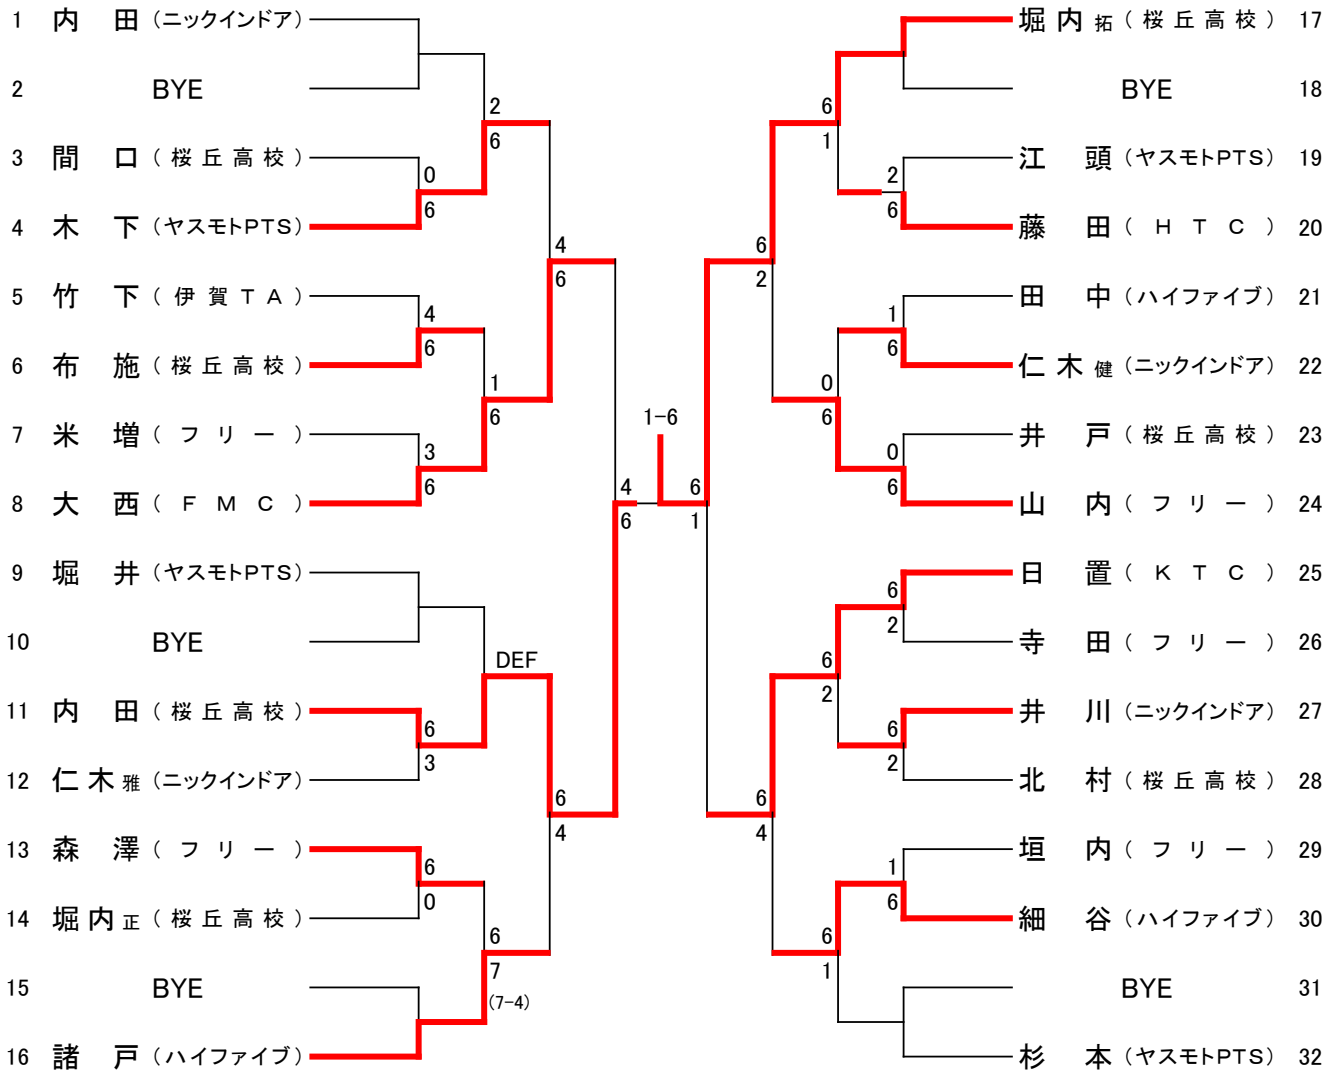 1 内田 (ニックインドア)
2 BYE
2
6
3 間口 (桜丘高校)
0
6
4 木下 (ヤスモトPTS)
4
6
5 竹下 (伊賀TA)
4
6
6 布施 (桜丘高校)
1
6
7 米増 (フリー)
3
6
8 大西 (FMC)
4
6
9 堀井 (ヤスモトPTS)
10 BYE
DEF
11 内田 (桜丘高校)
6
3
12 仁木雅 (ニックインドア)
6
4
13 森澤 (フリー)
6
0
14 堀内正 (桜丘高校)
6
7
(7-4)
15 BYE
16 諸戸 (ハイファイブ)
1-6
堀内拓 (桜丘高校) 17
BYE 18
6
1
江頭 (ヤスモトPTS) 19
2
6
藤田 (HTC) 20
6
2
田中 (ハイファイブ) 21
1
6
仁木健 (ニックインドア) 22
0
6
井戸 (桜丘高校) 23
0
6
山内 (フリー) 24
6
1
日置 (KTC) 25
6
2
寺田 (フリー) 26
6
2
井川 (ニックインドア) 27
6
2
北村 (桜丘高校) 28
6
4
垣内 (フリー) 29
1
6
細谷 (ハイファイブ) 30
6
1
BYE 31
杉本 (ヤスモトPTS) 32